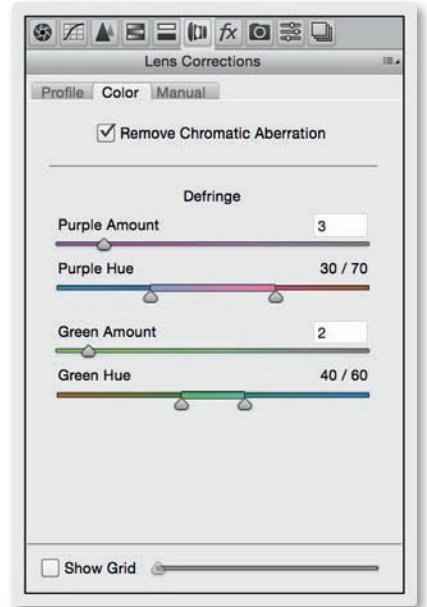 fx
Lens Corrections
Profile Color Manual
Remove Chromatic Aberration
Defringe
Purple Amount 3
Purple Hue 30 / 70
Green Amount 2
Green Hue 40 / 60
Show Grid